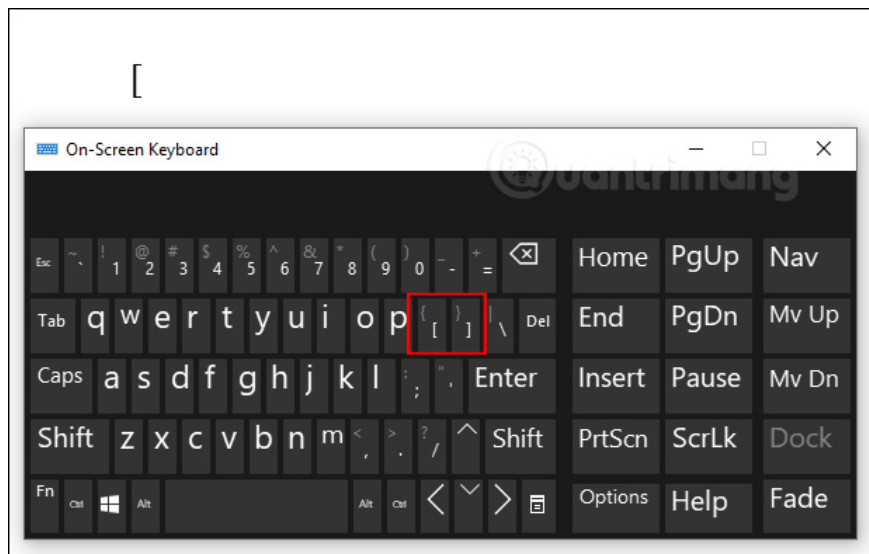 [
On-Screen Keyboard
Quantrimang
Esc ~ ` ! 1 @ 2 # 3 $ 4 % 5 ^ 6 & 7 * 8 ( 9 ) 0 _ - + = Home PgUp Nav
Tab q w e r t y u i o p { [ } ] | \ Del End PgDn Mv Up
Caps a s d f g h j k l : ; " ' Enter Insert Pause Mv Dn
Shift z x c v b n m < , > . ? / Shift PrtScn ScrLk Dock
Fn Ctrl Alt Alt Ctrl Options Help Fade